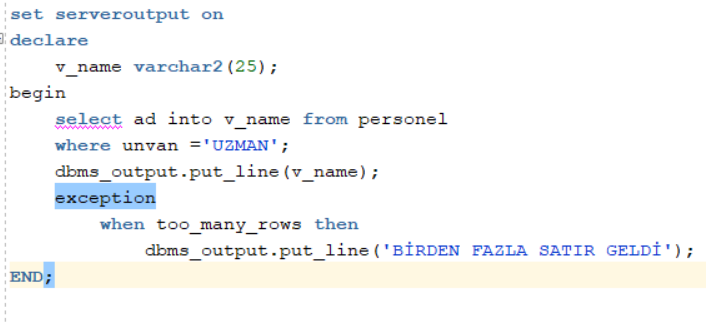 set serveroutput on
declare
v_name varchar2(25);
begin
select ad into v_name from personel
where unvan ='UZMAN';
dbms_output.put_line(v_name);
exception
when too_many_rows then
dbms_output.put_line('BİRDEN FAZLA SATIR GELDİ');
END;